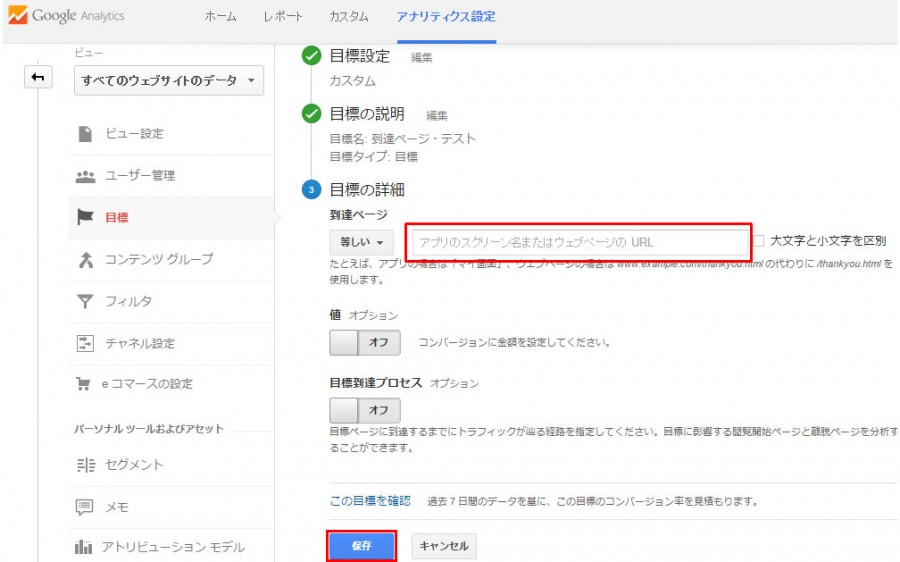 Google Analytics
ホーム
レポート
カスタム
アナリティクス設定
ビュー
すべてのウェブサイトのデータ
ビュー設定
ユーザー管理
目標
コンテンツ グループ
フィルタ
チャネル設定
e コマースの設定
パーソナル ツールおよびアセット
セグメント
メモ
アトリビューション モデル
目標設定 編集
カスタム
目標の説明 編集
目標名: 到達ページ・テスト
目標タイプ: 目標
3 目標の詳細
到達ページ
等しい
アプリのスクリーン名またはウェブページの URL
大文字と小文字を区別
たとえば、アプリの場合は「マイ画面」、ウェブページの場合は www.example.com/thankyou.html の代わりに /thankyou.html を
使用します。
値 オプション
オフ コンバージョンに金額を設定してください。
目標到達プロセス オプション
オフ
目標ページに到達するまでにトラフィックが辿る経路を指定してください。目標に影響する閲覧開始ページと離脱ページを分析す
ることができます。
この目標を確認 過去 7 日間のデータを基に、この目標のコンバージョン率を見積もります。
保存 キャンセル